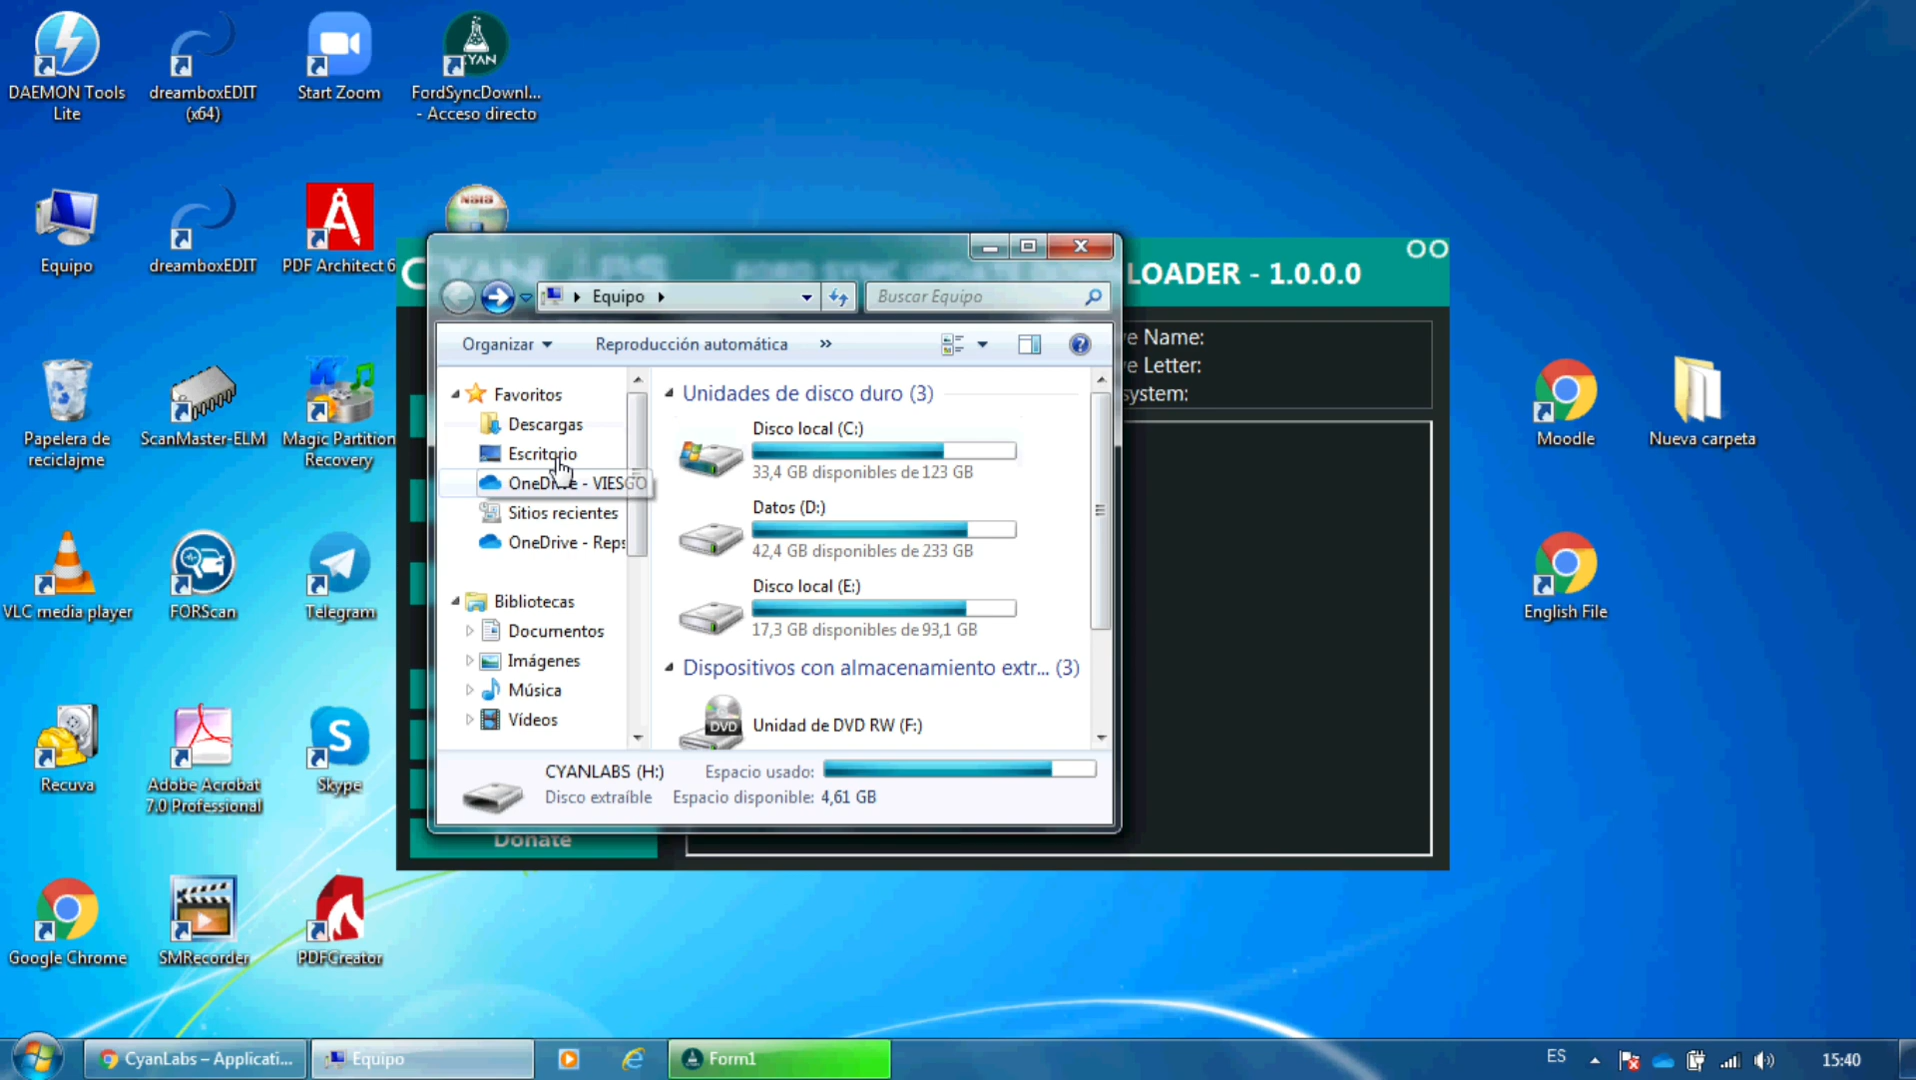 DAEMON Tools
Lite
dreamboxEDIT
(x64)
Start Zoom
CYAN
FordSyncDownl...
- Acceso directo
Equipo
dreamboxEDIT
PDF Architect 6
Papelera de
reciclajme
ScanMaster-ELM
Magic Partition
Recovery
VLC media player
FORScan
Telegram
Recuva
Adobe Acrobat
7.0 Professional
Skype
Google Chrome
SMRecorder
PDFCreator
CYANLABS
LOADER - 1.0.0.0
Equipo
Buscar Equipo
Organizar
Reproducción automática
»
Favoritos
Descargas
Escritorio
OneDrive - VIESGO
Sitios recientes
OneDrive - Reps
Bibliotecas
Documentos
Imágenes
Música
Vídeos
Unidades de disco duro (3)
Disco local (C:)
33,4 GB disponibles de 123 GB
Datos (D:)
42,4 GB disponibles de 233 GB
Disco local (E:)
17,3 GB disponibles de 93,1 GB
Dispositivos con almacenamiento extr... (3)
DVD
Unidad de DVD RW (F:)
CYANLABS (H:)
Espacio usado:
Disco extraíble
Espacio disponible: 4,61 GB
e Name:
e Letter:
system:
Donate
Moodle
Nueva carpeta
English File
CyanLabs – Applicati...
Equipo
Form1
ES
15:40